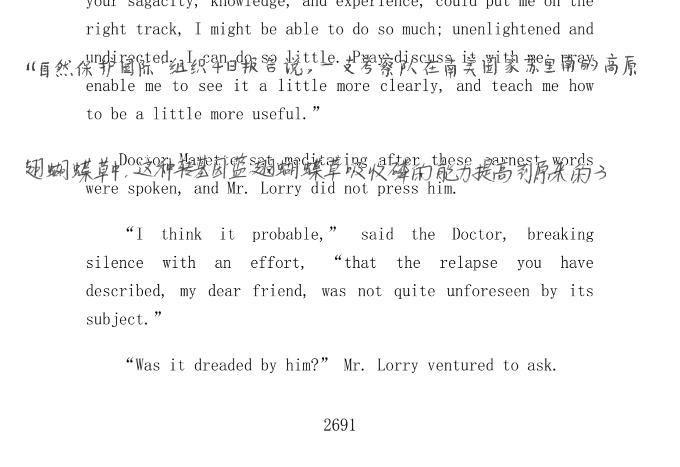 your sagacity, knowledge, and experience, could put me on the
right track, I might be able to do so much; unenlightened and
undirected, I can do so little. Pray discuss it with me; pray
“自然保护国际”组织4日报告说，一支考察队在南美国家苏里南的高原
enable me to see it a little more clearly, and teach me how
to be a little more useful.”
Doctor Manette sat meditating after these earnest words
翅蝴蝶草中，这种转基因蓝翅蝴蝶草吸收磷的能力提高到原来的3
were spoken, and Mr. Lorry did not press him.
“I think it probable,” said the Doctor, breaking
silence with an effort, “that the relapse you have
described, my dear friend, was not quite unforeseen by its
subject.”
“Was it dreaded by him?” Mr. Lorry ventured to ask.
2691